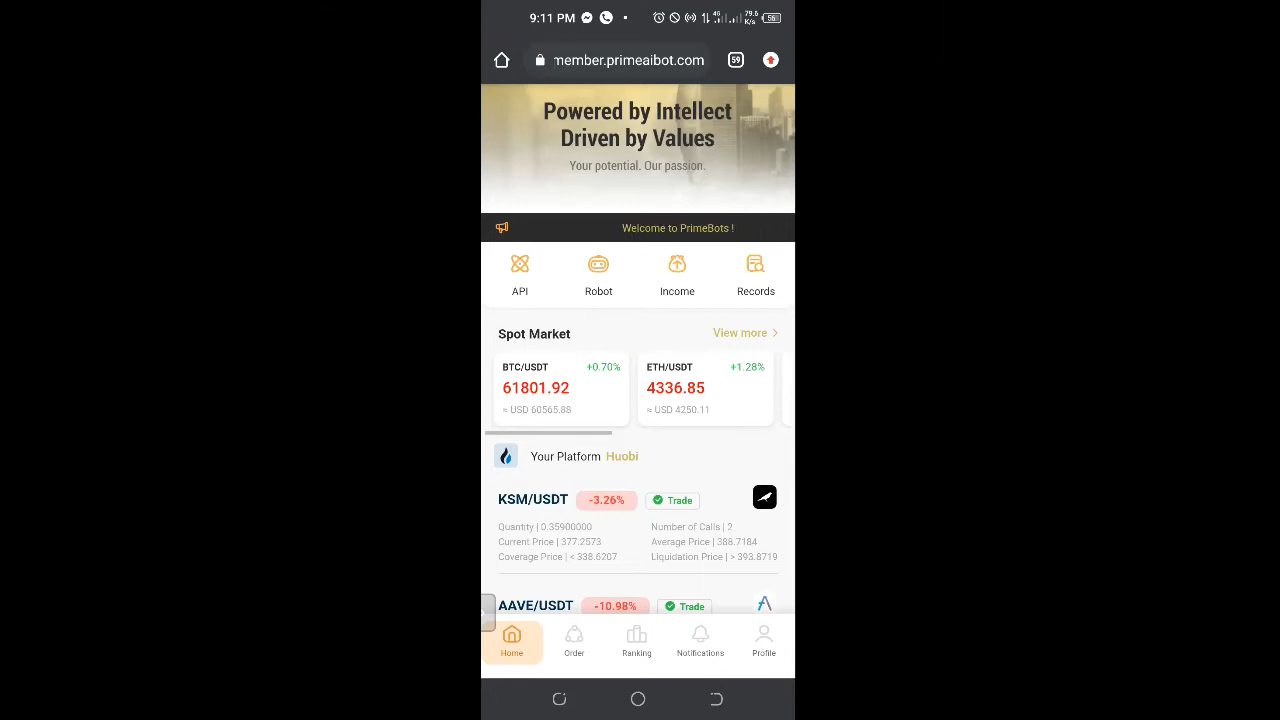 9:11 PM
4G
79.6
K/s
56
member.primeaibot.com
59
Powered by Intellect
Driven by Values
Your potential. Our passion.
Welcome to PrimeBots !
API
Robot
Income
Records
Spot Market
View more
BTC/USDT +0.70%
61801.92
≈ USD 60565.88
ETH/USDT +1.28%
4336.85
≈ USD 4250.11
Your Platform Huobi
KSM/USDT -3.26% Trade
Quantity | 0.35900000
Number of Calls | 2
Current Price | 377.2573
Average Price | 388.7184
Coverage Price | < 338.6207
Liquidation Price | > 393.8719
AAVE/USDT -10.98% Trade
Home
Order
Ranking
Notifications
Profile